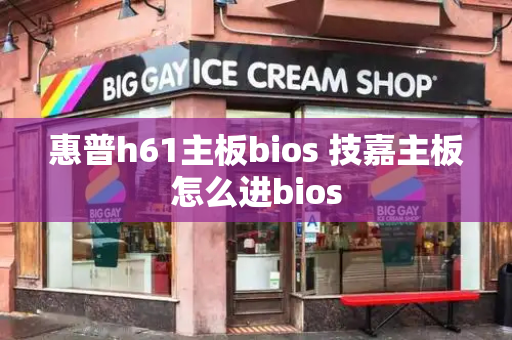 BIG GAY ICE CREAM SHOP
惠普h61主板bios 技嘉主板
怎么进bios
BIG GAY
ICE CREAM SHOP
BIG GAY
ICE CREAM SHOP
A